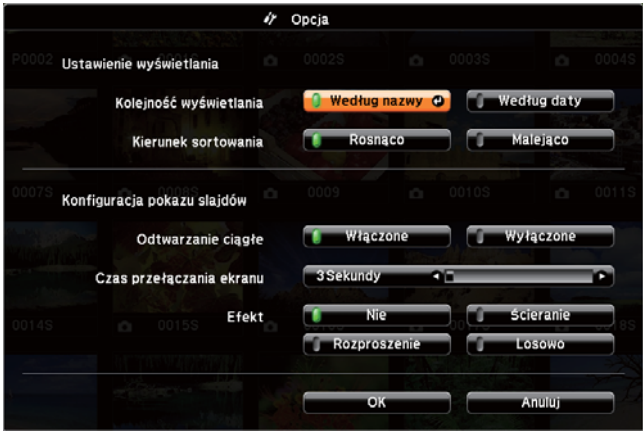 Opcja
P0002 0001S 0002S 0003S 0004S
Ustawienie wyświetlania
Kolejność wyświetlania Według nazwy Według daty
Kierunek sortowania Rosnąco Malejąco
0007S 0008S 0009 0010S 0011S
Konfiguracja pokazu slajdów
Odtwarzanie ciągłe Włączone Wyłączone
Czas przełączania ekranu 3Sekundy
Efekt Nie Ścieranie
0014S 0015S
Rozproszenie Losowo
OK Anuluj